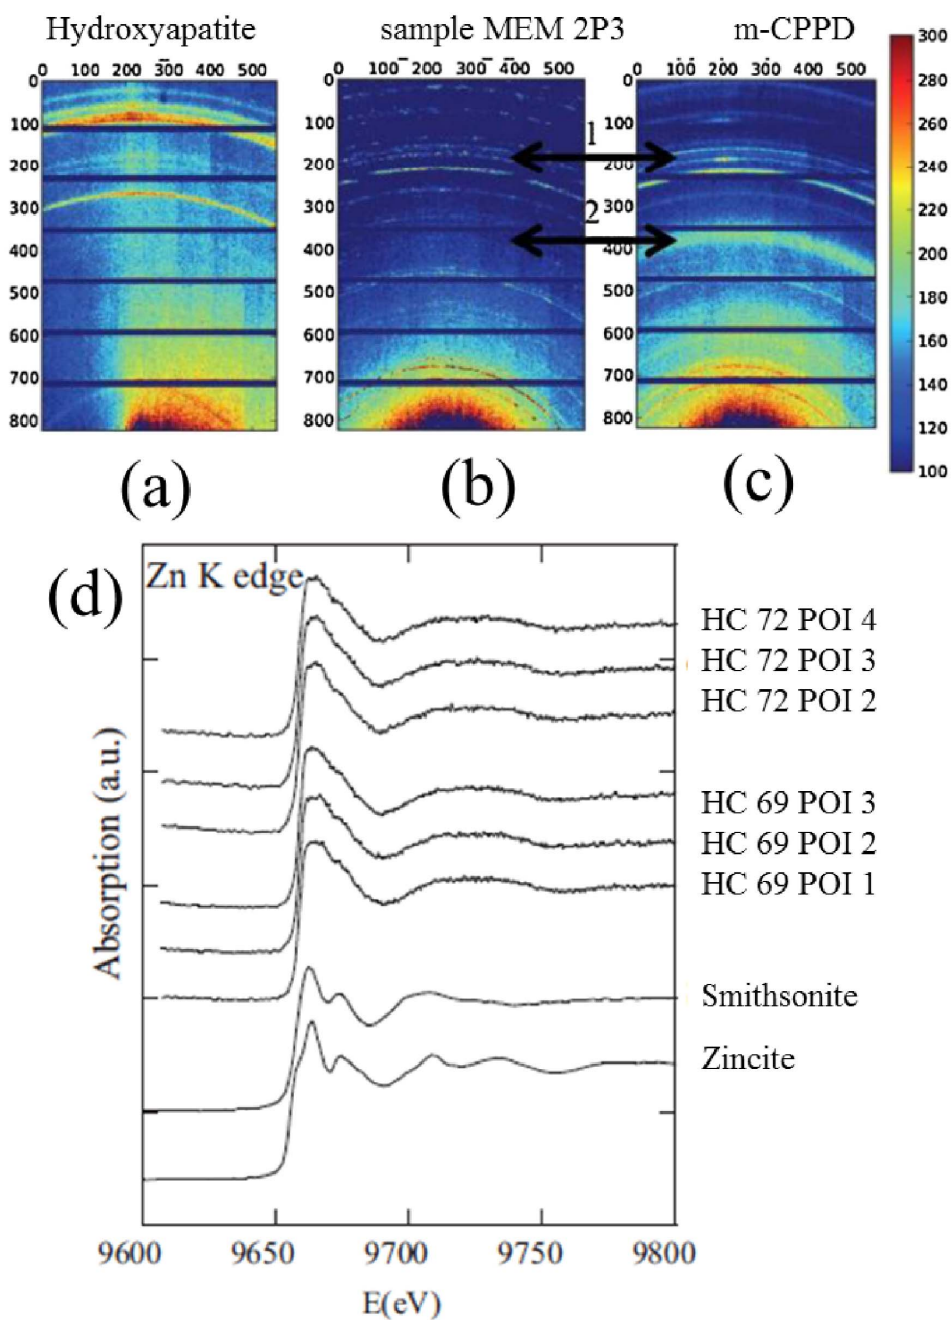 Hydroxyapatite
sample MEM 2P3
m-CPPD
0 100 200 300 400 500
0 100 200 300 400 500
0 100 200 300 400 500
0
100
200
300
400
500
600
700
800
0
100
200
300
400
500
600
700
800
0
100
200
300
400
500
600
700
800
1
2
300
280
260
240
220
200
180
160
140
120
100
(a)
(b)
(c)
(d)
Zn K edge
HC 72 POI 4
HC 72 POI 3
HC 72 POI 2
HC 69 POI 3
HC 69 POI 2
HC 69 POI 1
Smithsonite
Zincite
Absorption (a.u.)
9600 9650 9700 9750 9800
E(eV)